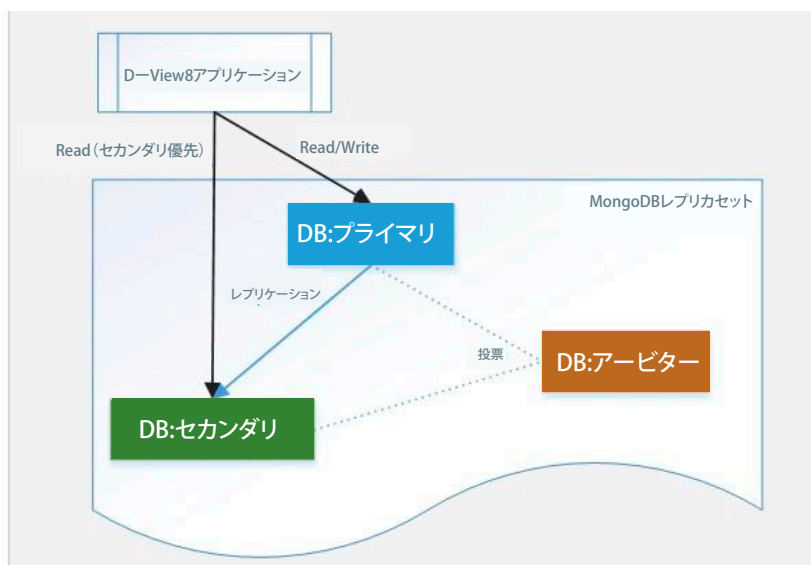 DーView8アプリケーション
Read（セカンダリ優先）
Read/Write
MongoDBレプリカセット
DB:プライマリ
レプリケーション
投票
DB:アービター
DB:セカンダリ